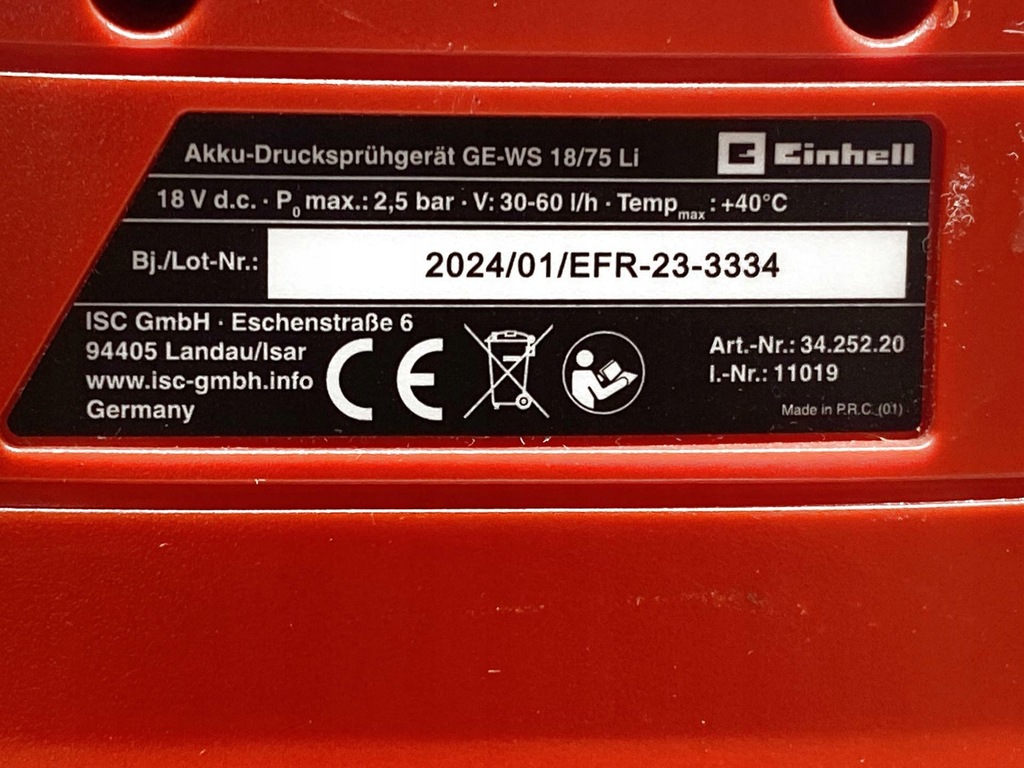 Akku-Drucksprühgerät GE-WS 18/75 Li
Einhell
18 V d.c. · P0 max.: 2,5 bar · V: 30-60 l/h · Tempmax : +40°C
Bj./Lot-Nr.: 2024/01/EFR-23-3334
ISC GmbH · Eschenstraße 6
94405 Landau/Isar
www.isc-gmbh.info
Germany
CE
Art.-Nr.: 34.252.20
I.-Nr.: 11019
Made in P.R.C. (01)